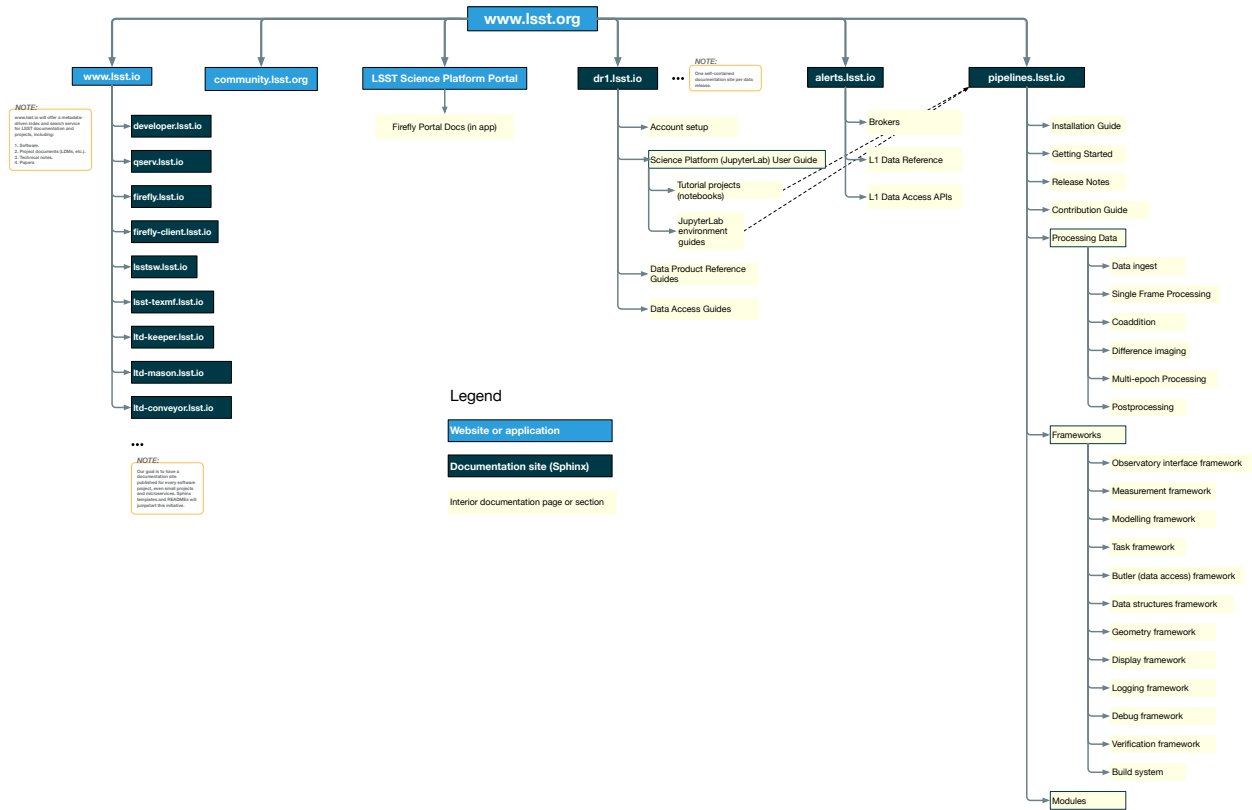 www.lsst.org
www.lsst.io
community.lsst.org
LSST Science Platform Portal
dr1.lsst.io
...
NOTE:
One self-contained
documentation site per data
release.
alerts.lsst.io
pipelines.lsst.io
NOTE:
www.lsst.io will offer a metadata-
driven index and search service
for LSST documentation and
projects, including:
1. Software.
2. Project documents (LDMs, etc.).
3. Technical notes.
4. Papers
developer.lsst.io
qserv.lsst.io
firefly.lsst.io
firefly-client.lsst.io
lsstsw.lsst.io
lsst-texmf.lsst.io
ltd-keeper.lsst.io
ltd-mason.lsst.io
ltd-conveyor.lsst.io
...
NOTE:
Our goal is to have a
documentation site
published for every software
project, even small projects
and microservices. Sphinx
templates and READMEs will
jumpstart this initiative.
Firefly Portal Docs (in app)
Account setup
Science Platform (JupyterLab) User Guide
Tutorial projects
(notebooks)
JupyterLab
environment
guides
Data Product Reference
Guides
Data Access Guides
Brokers
L1 Data Reference
L1 Data Access APIs
Installation Guide
Getting Started
Release Notes
Contribution Guide
Processing Data
Data ingest
Single Frame Processing
Coaddition
Difference imaging
Multi-epoch Processing
Postprocessing
Frameworks
Observatory interface framework
Measurement framework
Modelling framework
Task framework
Butler (data access) framework
Data structures framework
Geometry framework
Display framework
Logging framework
Debug framework
Verification framework
Build system
Modules
Legend
Website or application
Documentation site (Sphinx)
Interior documentation page or section